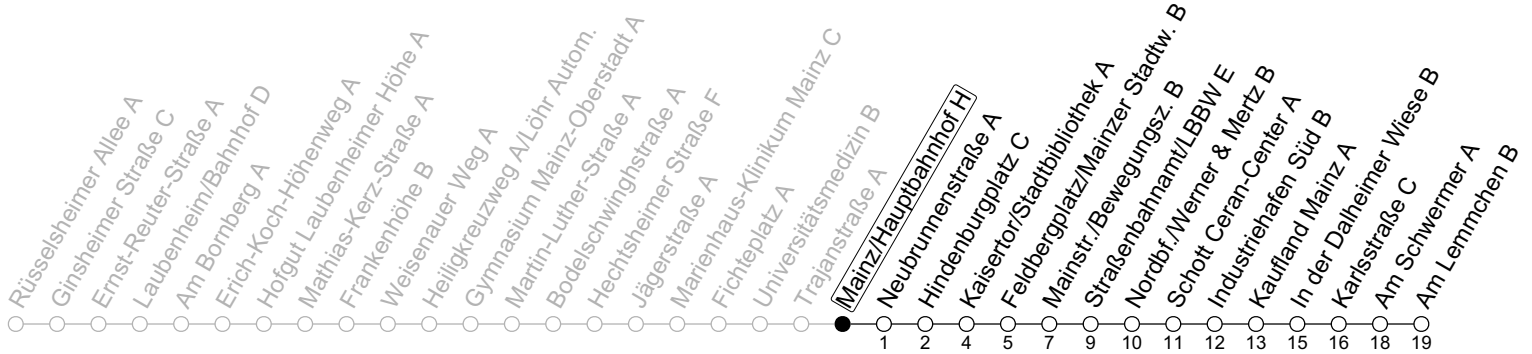 Rüsselsheimer Allee A
Ginsheimer Straße C
Ernst-Reuter-Straße A
Laubenheim/Bahnhof D
Am Bornberg A
Erich-Koch-Höhenweg A
Hofgut Laubenheimer Höhe A
Mathias-Kerz-Straße A
Frankenhöhe B
Weisenauer Weg A
Heiligkreuzweg A/Löhr Autom.
Gymnasium Mainz-Oberstadt A
Martin-Luther-Straße A
Bodelschwinghstraße A
Hechtsheimer Straße F
Jägerstraße A
Marienhaus-Klinikum Mainz C
Fichteplatz A
Universitätsmedizin B
Trajanstraße A
Mainz/Hauptbahnhof H
Neubrunnenstraße A
Hindenburgplatz C
Kaisertor/Stadtbibliothek A
Feldbergplatz/Mainzer Stadtw. B
Mainstr./Bewegungsz. B
Straßenbahnamt/LBBW E
Nordbf./Werner & Mertz B
Schott Ceran-Center A
Industriehafen Süd B
Kaufland Mainz A
In der Dalheimer Wiese B
Karlsstraße C
Am Schwermer A
Am Lemmchen B
1 2 4 5 7 9 10 11 12 13 15 16 18 19